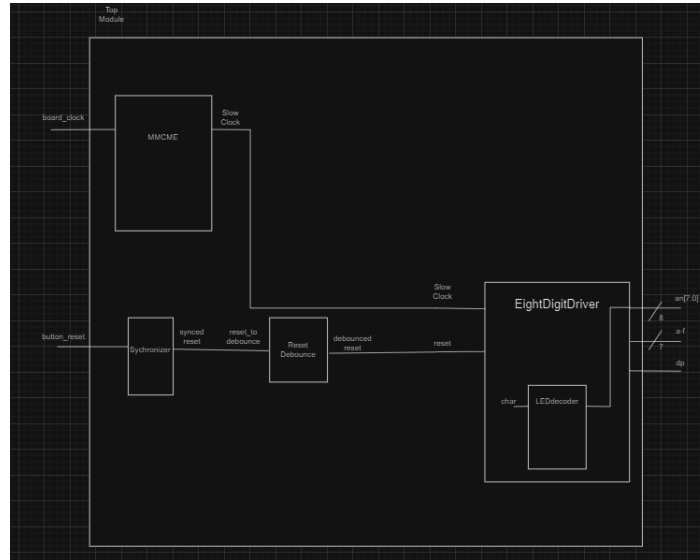 Top
Module
board_clock
MMCME
Slow
Clock
Slow
Clock
EightDigitDriver
an[7:0]
8
a-f
7
dp
button_reset
Sychronizer
synced
reset
reset_to
debounce
Reset
Debounce
debounced
reset
reset
char
LEDdecoder